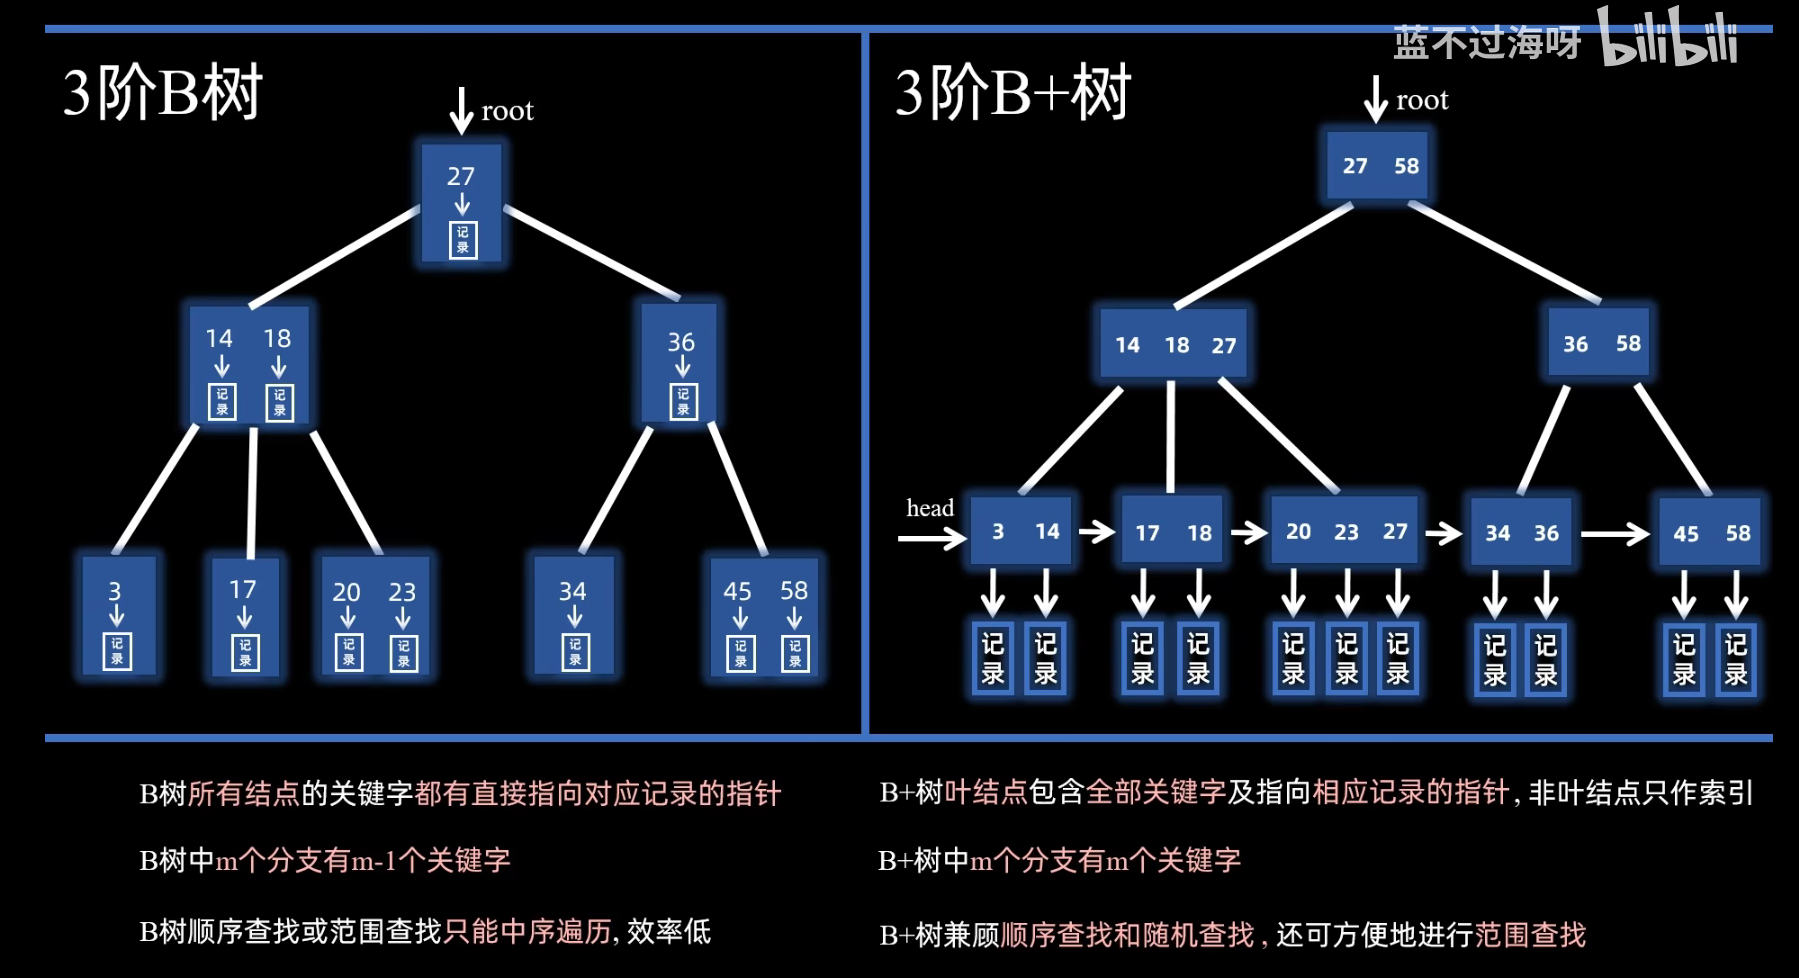 蓝不过海呀 bilibili
3阶B树
root
27
记录
14 18
记录 记录
36
记录
3
记录
17
记录
20 23
记录 记录
34
记录
45 58
记录 记录
3阶B+树
root
27 58
14 18 27
36 58
head
3 14
17 18
20 23 27
34 36
45 58
记录 记录 记录 记录 记录 记录 记录 记录 记录 记录 记录
B树所有结点的关键字都有直接指向对应记录的指针
B树中m个分支有m-1个关键字
B树顺序查找或范围查找只能中序遍历, 效率低
B+树叶结点包含全部关键字及指向相应记录的指针, 非叶结点只作索引
B+树中m个分支有m个关键字
B+树兼顾顺序查找和随机查找, 还可方便地进行范围查找